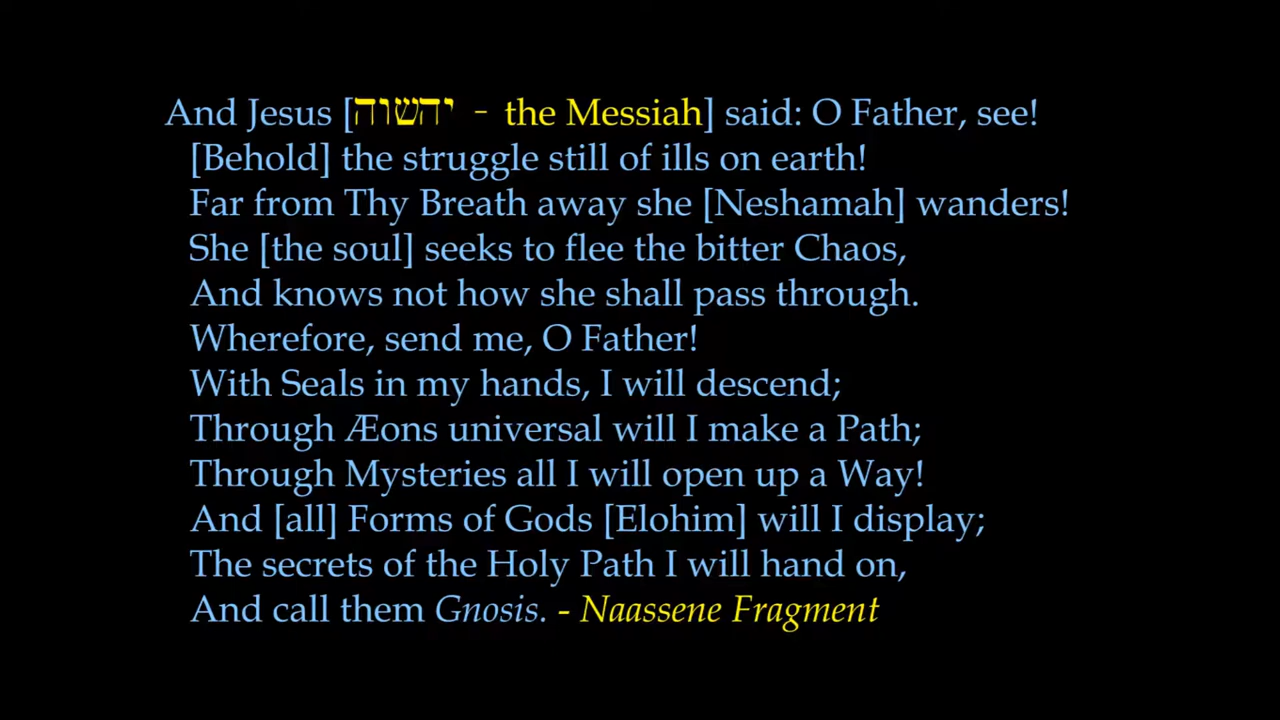 And Jesus [יהשוה - the Messiah] said: O Father, see!
[Behold] the struggle still of ills on earth!
Far from Thy Breath away she [Neshamah] wanders!
She [the soul] seeks to flee the bitter Chaos,
And knows not how she shall pass through.
Wherefore, send me, O Father!
With Seals in my hands, I will descend;
Through Æons universal will I make a Path;
Through Mysteries all I will open up a Way!
And [all] Forms of Gods [Elohim] will I display;
The secrets of the Holy Path I will hand on,
And call them Gnosis. - Naassene Fragment